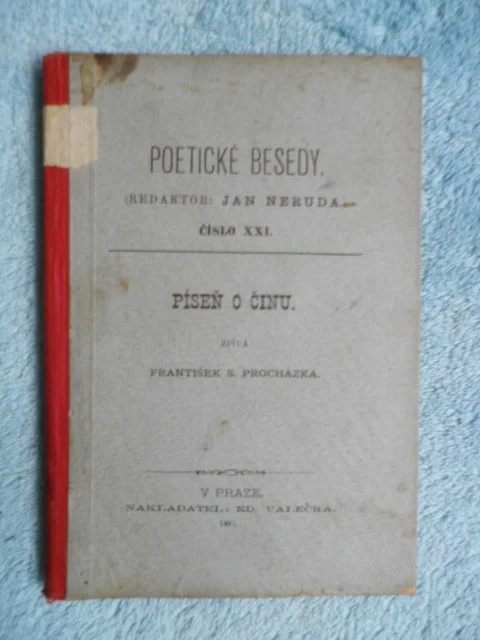 POETICKÉ BESEDY.
(REDAKTOR: JAN NERUDA.)
ČÍSLO XXI.
PÍSEŇ O ČINU.
ZPÍVÁ
FRANTIŠEK S. PROCHÁZKA.
V PRAZE.
NAKLADATEL: ED. VALEČKA.